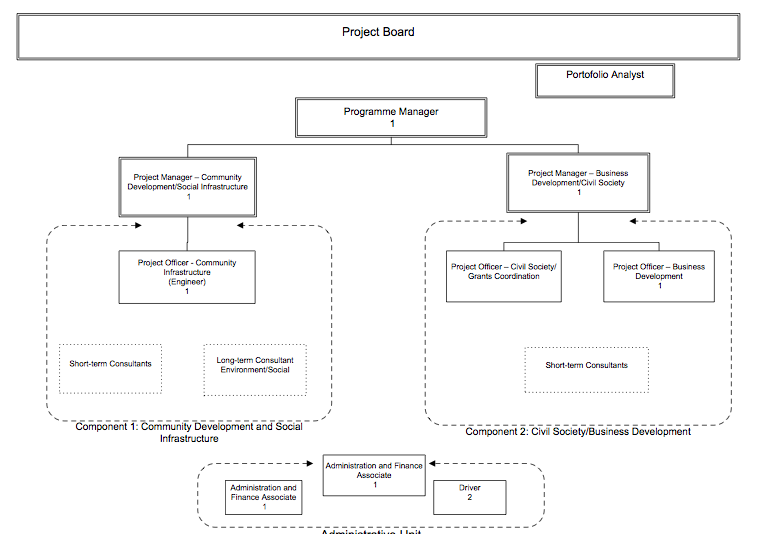 Project Board
Portofolio Analyst
Programme Manager
1
Project Manager – Community
Development/Social Infrastructure
1
Project Manager – Business
Development/Civil Society
1
Project Officer - Community
Infrastructure
(Engineer)
1
Project Officer – Civil Society/
Grants Coordination
Project Officer – Business
Development
1
Short-term Consultants
Long-term Consultant
Environment/Social
Short-term Consultants
Component 1: Community Development and Social
Infrastructure
Component 2: Civil Society/Business Development
Administration and Finance
Associate
1
Administration and
Finance Associate
1
Driver
2
Administrative Unit